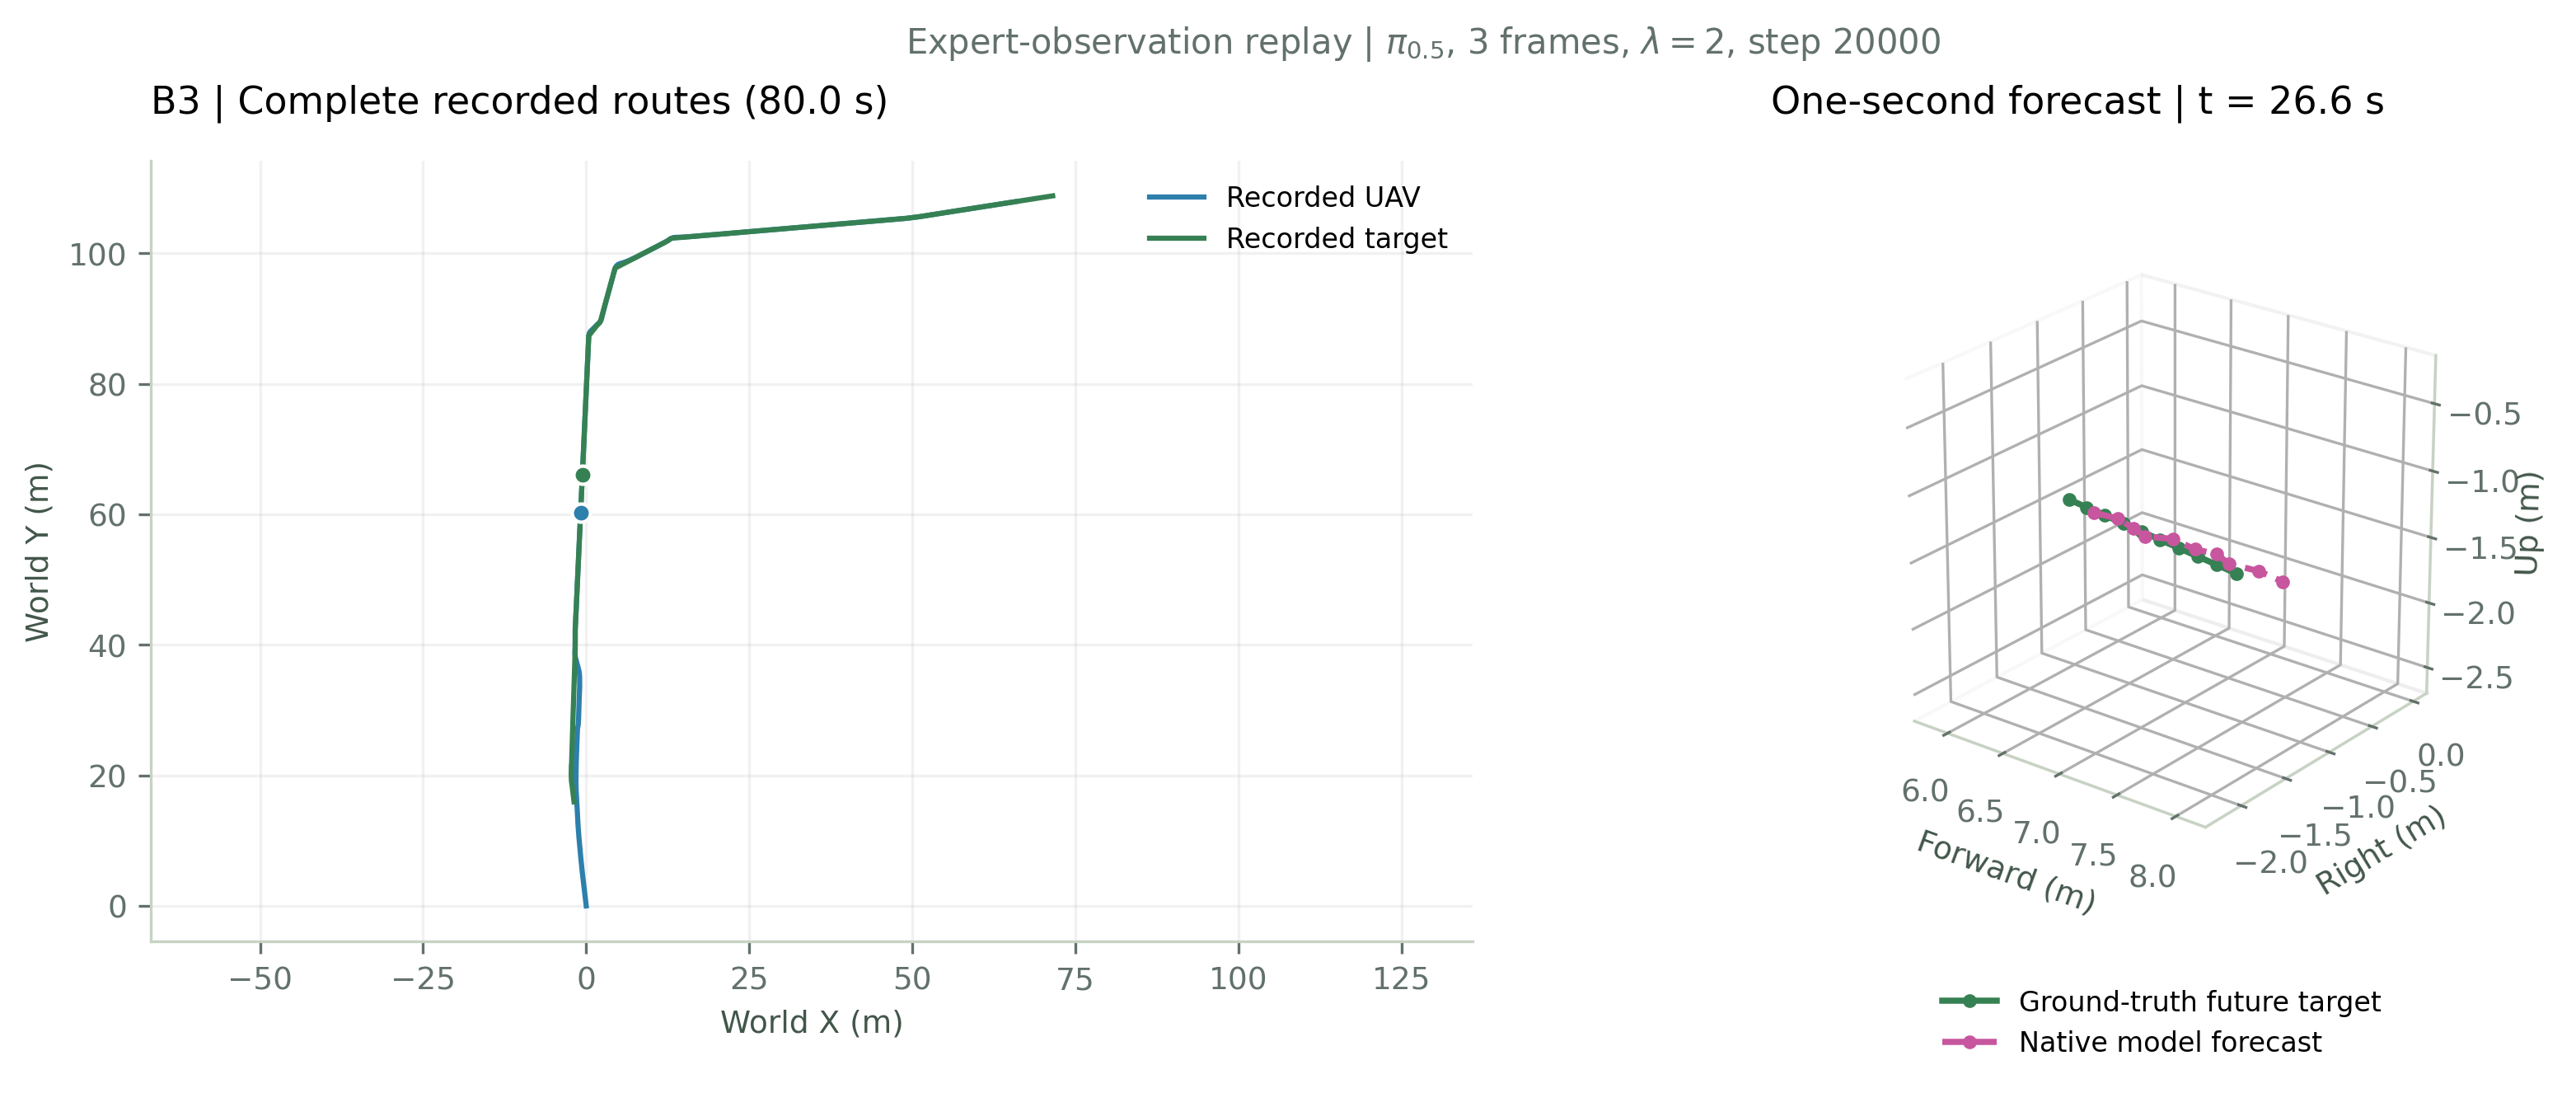 Expert-observation replay | π0.5, 3 frames, λ = 2, step 20000
B3 | Complete recorded routes (80.0 s)
Recorded UAV
Recorded target
World Y (m)
100
80
60
40
20
0
−50 −25 0 25 50 75 100 125
World X (m)
One-second forecast | t = 26.6 s
−0.5
−1.0
−1.5
−2.0
−2.5
Up (m)
0.0
−0.5
−1.0
−1.5
−2.0
Right (m)
6.0
6.5
7.0
7.5
8.0
Forward (m)
Ground-truth future target
Native model forecast